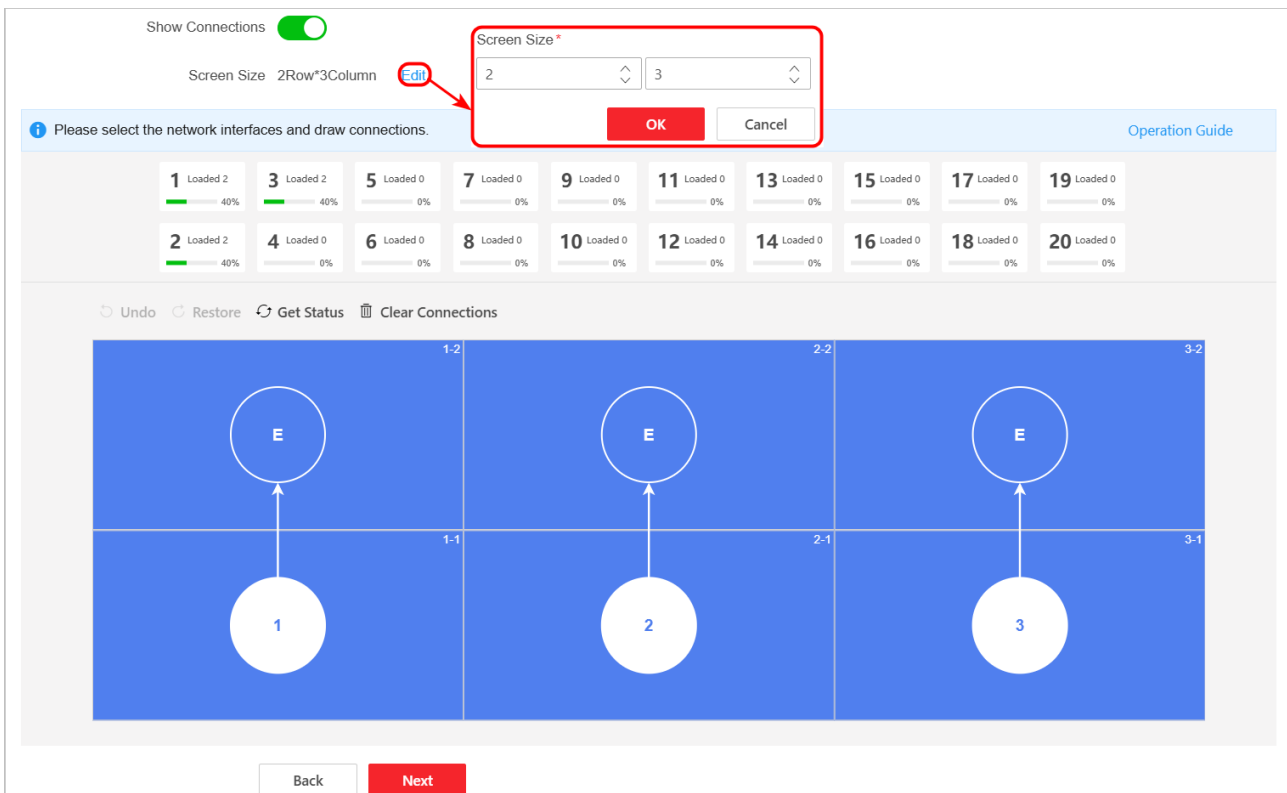 Show Connections
Screen Size*
Screen Size 2Row*3Column Edit
2 3
OK Cancel
Please select the network interfaces and draw connections. Operation Guide
1 Loaded 2 3 Loaded 2 5 Loaded 0 7 Loaded 0 9 Loaded 0 11 Loaded 0 13 Loaded 0 15 Loaded 0 17 Loaded 0 19 Loaded 0
40% 40% 0% 0% 0% 0% 0% 0% 0% 0%
2 Loaded 2 4 Loaded 0 6 Loaded 0 8 Loaded 0 10 Loaded 0 12 Loaded 0 14 Loaded 0 16 Loaded 0 18 Loaded 0 20 Loaded 0
40% 0% 0% 0% 0% 0% 0% 0% 0% 0%
Undo Restore Get Status Clear Connections
1-2 2-2 3-2
E E E
1-1 2-1 3-1
1 2 3
Back Next